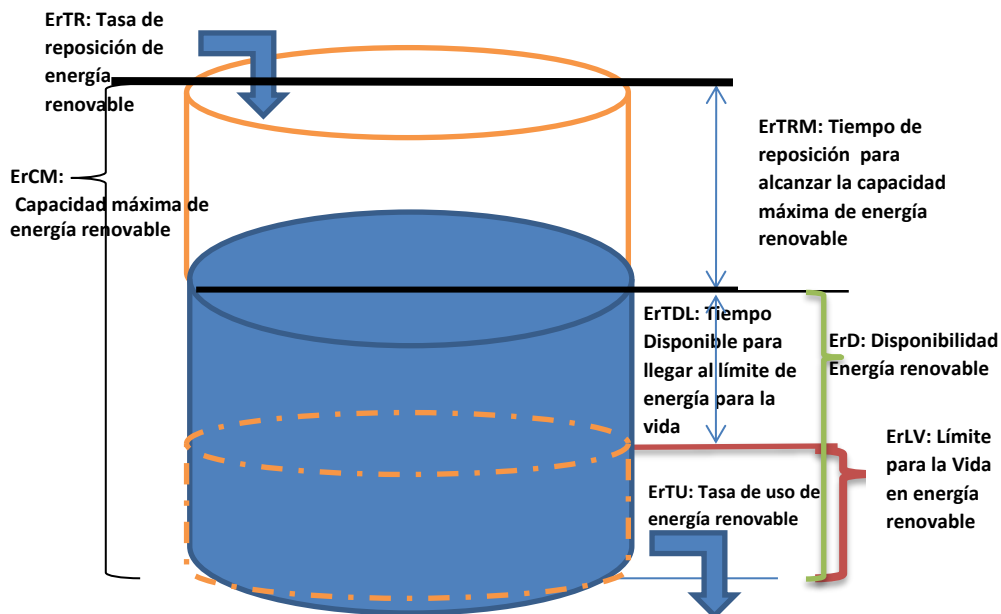 ErTR: Tasa de
reposición de
energía
renovable
ErCM:
Capacidad máxima de
energía renovable
ErTRM: Tiempo de
reposición para
alcanzar la capacidad
máxima de energía
renovable
ErTDL: Tiempo
Disponible para
llegar al límite de
energía para la
vida
ErD: Disponibilidad
Energía renovable
ErLV: Límite
para la Vida
en energía
renovable
ErTU: Tasa de uso de
energía renovable